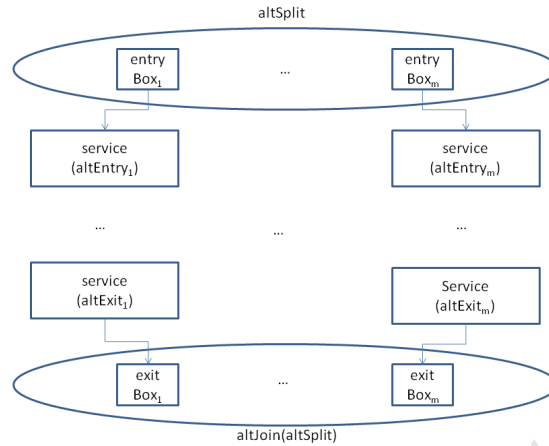 altSplit
entry
Box₁
...
entry
Boxₘ
service
(altEntry₁)
service
(altEntryₘ)
...
...
...
service
(altExit₁)
Service
(altExitₘ)
exit
Box₁
...
exit
Boxₘ
altJoin(altSplit)